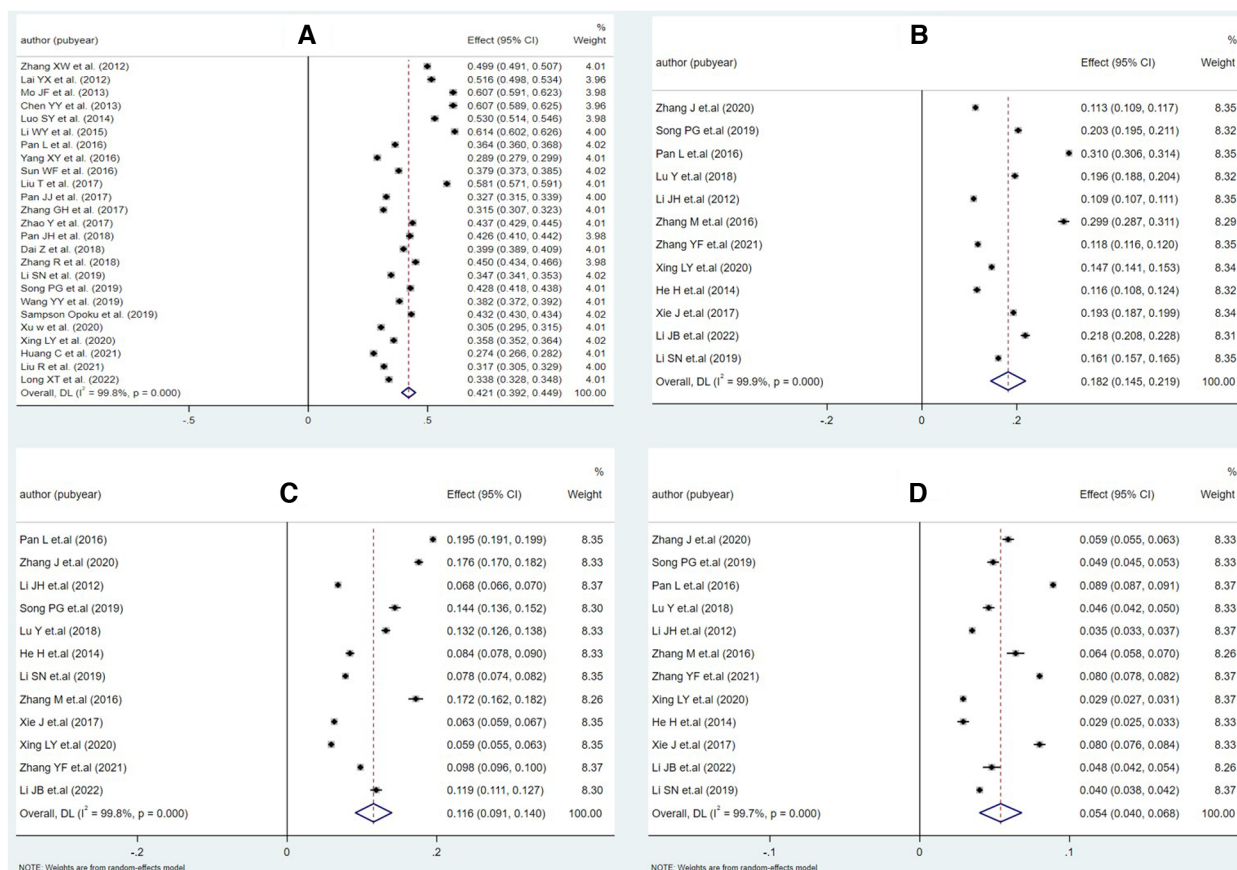 A
%
author (pubyear) Effect (95% CI) Weight
Zhang XW et al. (2012) 0.499 (0.491, 0.507) 4.01
Lai YX et al. (2012) 0.516 (0.498, 0.534) 3.96
Mo JF et al. (2013) 0.607 (0.591, 0.623) 3.98
Chen YY et al. (2013) 0.607 (0.589, 0.625) 3.96
Luo SY et al. (2014) 0.530 (0.514, 0.546) 3.98
Li WY et al. (2015) 0.614 (0.602, 0.626) 4.00
Pan L et al. (2016) 0.364 (0.360, 0.368) 4.02
Yang XY et al. (2016) 0.289 (0.279, 0.299) 4.01
Sun WF et al. (2016) 0.379 (0.373, 0.385) 4.02
Liu T et al. (2017) 0.581 (0.571, 0.591) 4.01
Pan JJ et al. (2017) 0.327 (0.315, 0.339) 4.00
Zhang GH et al. (2017) 0.315 (0.307, 0.323) 4.01
Zhao Y et al. (2017) 0.437 (0.429, 0.445) 4.01
Pan JH et al. (2018) 0.426 (0.410, 0.442) 3.98
Dai Z et al. (2018) 0.399 (0.389, 0.409) 4.01
Zhang R et al. (2018) 0.450 (0.434, 0.466) 3.98
Li SN et al. (2019) 0.347 (0.341, 0.353) 4.02
Song PG et al. (2019) 0.428 (0.418, 0.438) 4.01
Wang YY et al. (2019) 0.382 (0.372, 0.392) 4.01
Sampson Opoku et al. (2019) 0.432 (0.430, 0.434) 4.02
Xu w et al. (2020) 0.305 (0.295, 0.315) 4.01
Xing LY et al. (2020) 0.358 (0.352, 0.364) 4.02
Huang C et al. (2021) 0.274 (0.266, 0.282) 4.01
Liu R et al. (2021) 0.317 (0.305, 0.329) 4.00
Long XT et al. (2022) 0.338 (0.328, 0.348) 4.01
Overall, DL (I² = 99.8%, p = 0.000) 0.421 (0.392, 0.449) 100.00
-.5 0 .5
B
%
author (pubyear) Effect (95% CI) Weight
Zhang J et.al (2020) 0.113 (0.109, 0.117) 8.35
Song PG et.al (2019) 0.203 (0.195, 0.211) 8.32
Pan L et.al (2016) 0.310 (0.306, 0.314) 8.35
Lu Y et.al (2018) 0.196 (0.188, 0.204) 8.32
Li JH et.al (2012) 0.109 (0.107, 0.111) 8.35
Zhang M et.al (2016) 0.299 (0.287, 0.311) 8.29
Zhang YF et.al (2021) 0.118 (0.116, 0.120) 8.35
Xing LY et.al (2020) 0.147 (0.141, 0.153) 8.34
He H et.al (2014) 0.116 (0.108, 0.124) 8.32
Xie J et.al (2017) 0.193 (0.187, 0.199) 8.34
Li JB et.al (2022) 0.218 (0.208, 0.228) 8.31
Li SN et.al (2019) 0.161 (0.157, 0.165) 8.35
Overall, DL (I² = 99.9%, p = 0.000) 0.182 (0.145, 0.219) 100.00
-.2 0 .2
C
%
author (pubyear) Effect (95% CI) Weight
Pan L et.al (2016) 0.195 (0.191, 0.199) 8.35
Zhang J et.al (2020) 0.176 (0.170, 0.182) 8.33
Li JH et.al (2012) 0.068 (0.066, 0.070) 8.37
Song PG et.al (2019) 0.144 (0.136, 0.152) 8.30
Lu Y et.al (2018) 0.132 (0.126, 0.138) 8.33
He H et.al (2014) 0.084 (0.078, 0.090) 8.33
Li SN et.al (2019) 0.078 (0.074, 0.082) 8.35
Zhang M et.al (2016) 0.172 (0.162, 0.182) 8.26
Xie J et.al (2017) 0.063 (0.059, 0.067) 8.35
Xing LY et.al (2020) 0.059 (0.055, 0.063) 8.35
Zhang YF et.al (2021) 0.098 (0.096, 0.100) 8.37
Li JB et.al (2022) 0.119 (0.111, 0.127) 8.30
Overall, DL (I² = 99.8%, p = 0.000) 0.116 (0.091, 0.140) 100.00
-.2 0 .2
NOTE: Weights are from random-effects model
D
%
author (pubyear) Effect (95% CI) Weight
Zhang J et.al (2020) 0.059 (0.055, 0.063) 8.33
Song PG et.al (2019) 0.049 (0.045, 0.053) 8.33
Pan L et.al (2016) 0.089 (0.087, 0.091) 8.37
Lu Y et.al (2018) 0.046 (0.042, 0.050) 8.33
Li JH et.al (2012) 0.035 (0.033, 0.037) 8.37
Zhang M et.al (2016) 0.064 (0.058, 0.070) 8.26
Zhang YF et.al (2021) 0.080 (0.078, 0.082) 8.37
Xing LY et.al (2020) 0.029 (0.027, 0.031) 8.37
He H et.al (2014) 0.029 (0.025, 0.033) 8.33
Xie J et.al (2017) 0.080 (0.076, 0.084) 8.33
Li JB et.al (2022) 0.048 (0.042, 0.054) 8.26
Li SN et.al (2019) 0.040 (0.038, 0.042) 8.37
Overall, DL (I² = 99.7%, p = 0.000) 0.054 (0.040, 0.068) 100.00
-.1 0 .1
NOTE: Weights are from random-effects model